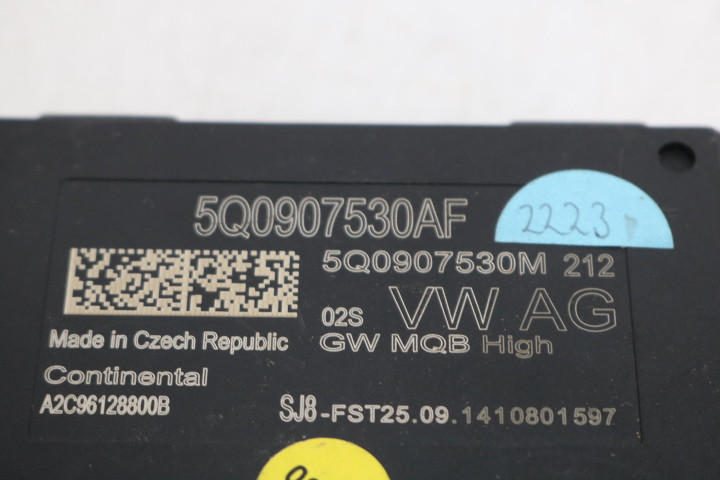 5Q0907530AF
2223
5Q0907530M 212
02S VW AG
Made in Czech Republic GW MQB High
Continental
A2C96128800B SJ8-FST25.09.1410801597